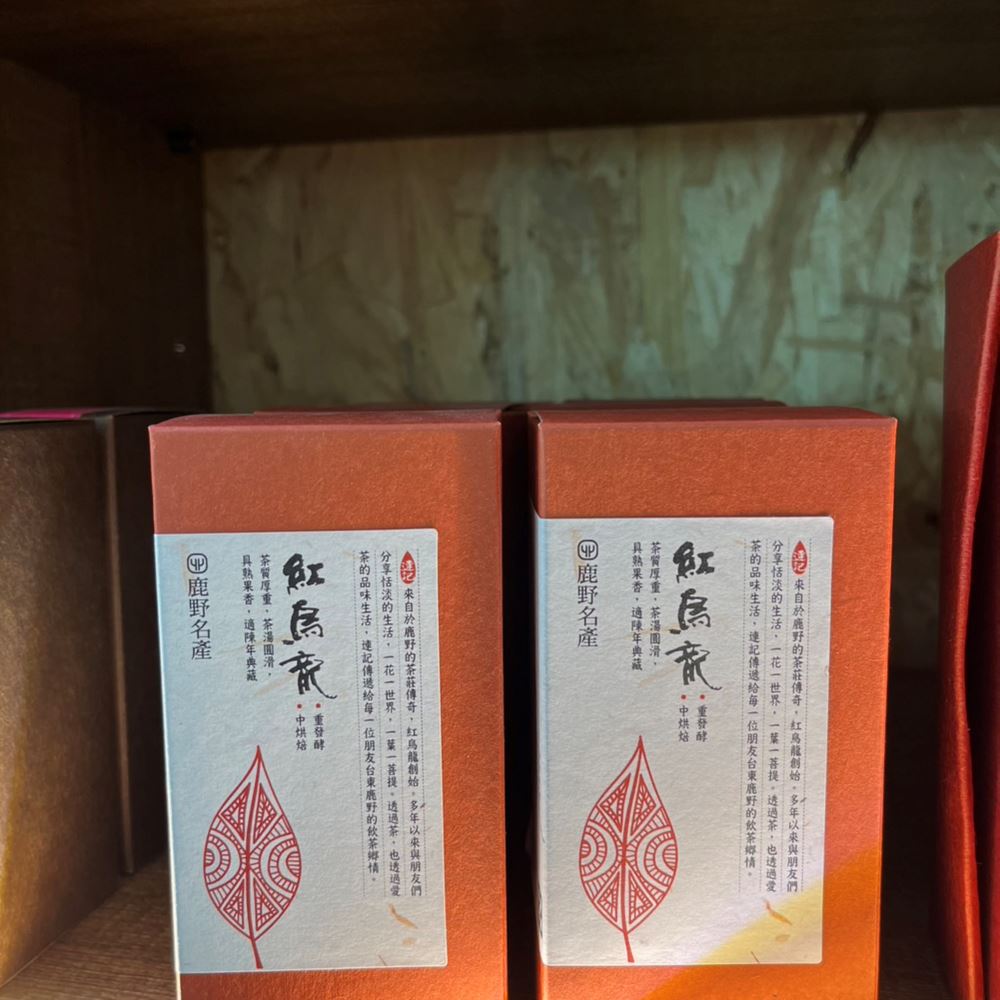 連記 來自於鹿野的茶莊傳奇，紅烏龍創始。多年以來與朋友們
分享恬淡的生活，一花一世界，一葉一菩提。透過茶，也透過愛
茶的品味生活，連記傳遞給每一位朋友台東鹿野的飲茶鄉情。
紅烏龍
• 重發酵
• 中烘焙
茶質厚重，茶湯圓滑，
具熟果香，適陳年典藏
鹿野名產
連記 來自於鹿野的茶莊傳奇，紅烏龍創始。多年以來與朋友們
分享恬淡的生活，一花一世界，一葉一菩提。透過茶，也透過愛
茶的品味生活，連記傳遞給每一位朋友台東鹿野的飲茶鄉情。
紅烏龍
• 重發酵
• 中烘焙
茶質厚重，茶湯圓滑，
具熟果香，適陳年典藏
鹿野名產